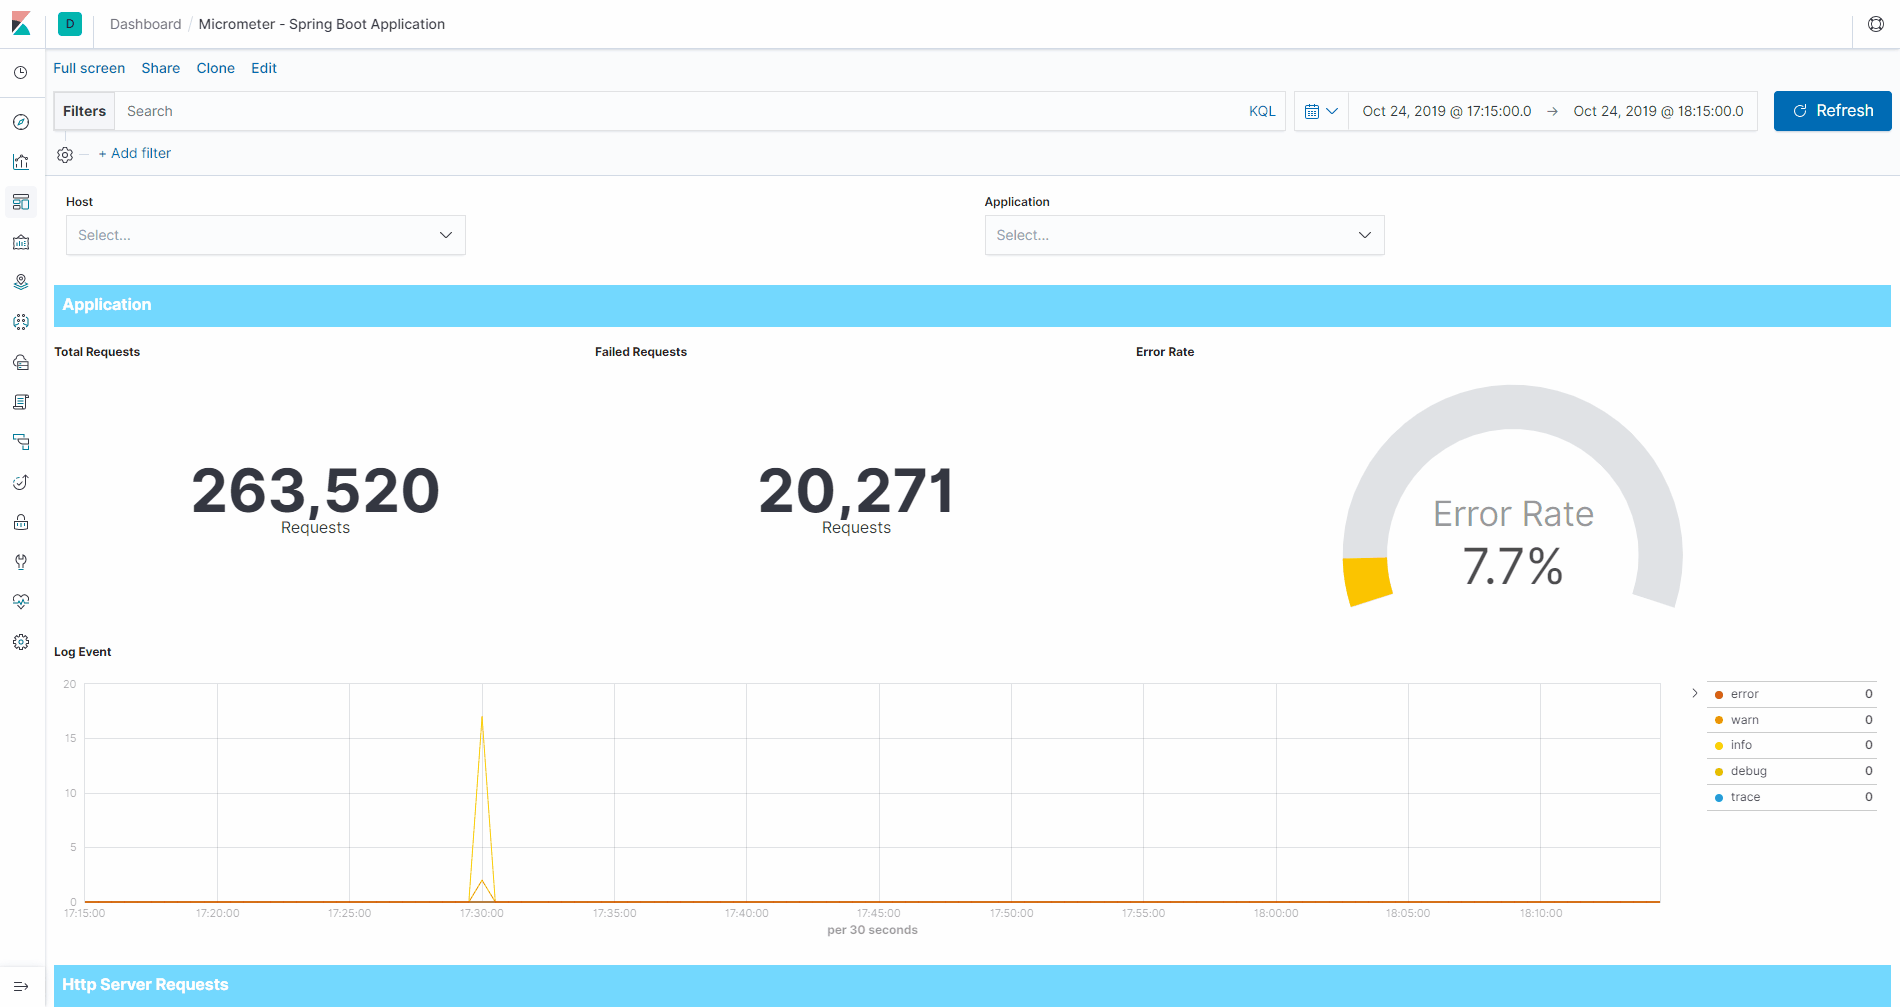 D Dashboard / Micrometer - Spring Boot Application
Full screen Share Clone Edit
Filters Search KQL Oct 24, 2019 @ 17:15:00.0 → Oct 24, 2019 @ 18:15:00.0 Refresh
+ Add filter
Host Application
Select... Select...
Application
Total Requests Failed Requests Error Rate
263,520 20,271 Error Rate
Requests Requests 7.7%
Log Event
20
15
10
5
0
17:15:00 17:20:00 17:25:00 17:30:00 17:35:00 17:40:00 17:45:00 17:50:00 17:55:00 18:00:00 18:05:00 18:10:00
per 30 seconds
error 0
warn 0
info 0
debug 0
trace 0
Http Server Requests